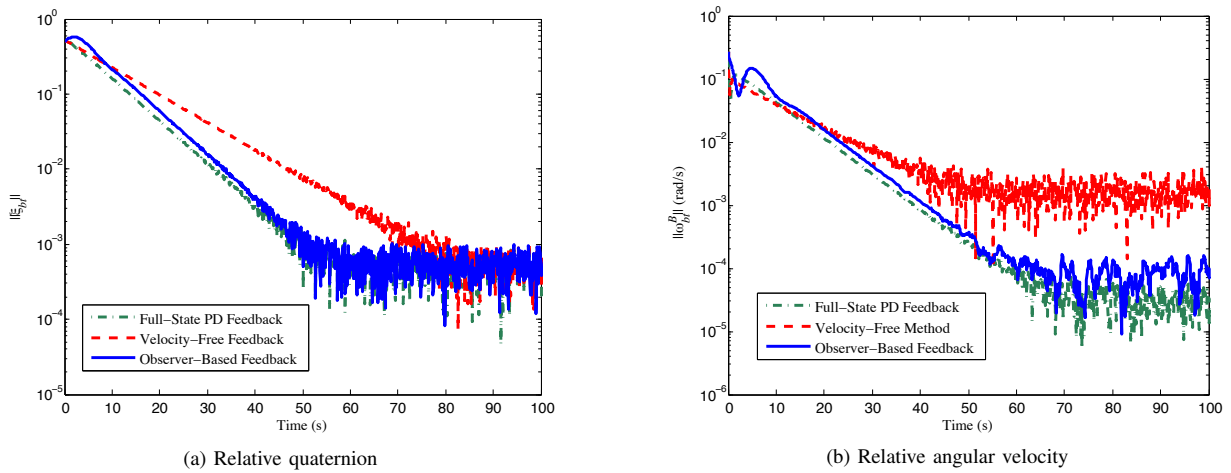 10^0
10^-1
10^-2
10^-3
10^-4
10^-5
||ξ_bt||
0 10 20 30 40 50 60 70 80 90 100
Time (s)
Full-State PD Feedback
Velocity-Free Feedback
Observer-Based Feedback
(a) Relative quaternion
10^0
10^-1
10^-2
10^-3
10^-4
10^-5
10^-6
||ω^B_bt|| (rad/s)
0 10 20 30 40 50 60 70 80 90 100
Time (s)
Full-State PD Feedback
Velocity-Free Method
Observer-Based Feedback
(b) Relative angular velocity